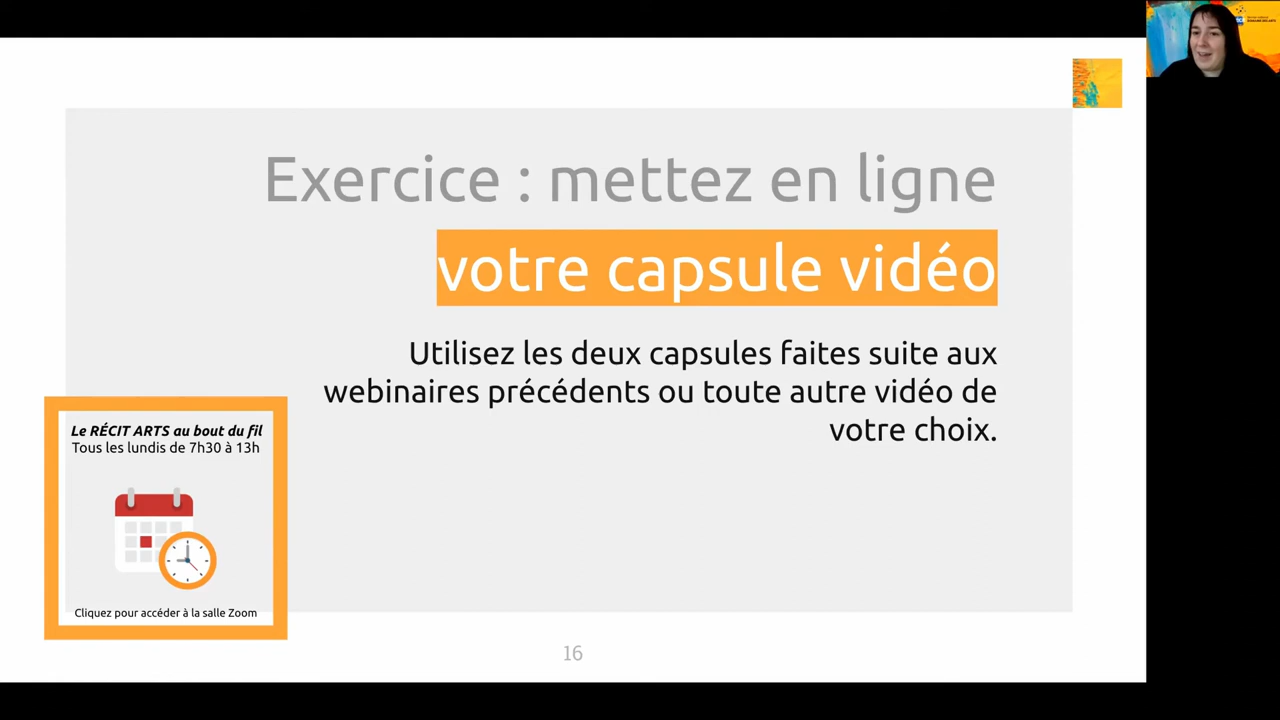 Exercice : mettez en ligne
votre capsule vidéo
Utilisez les deux capsules faites suite aux
webinaires précédents ou toute autre vidéo de
votre choix.
Le RÉCIT ARTS au bout du fil
Tous les lundis de 7h30 à 13h
Cliquez pour accéder à la salle Zoom
16